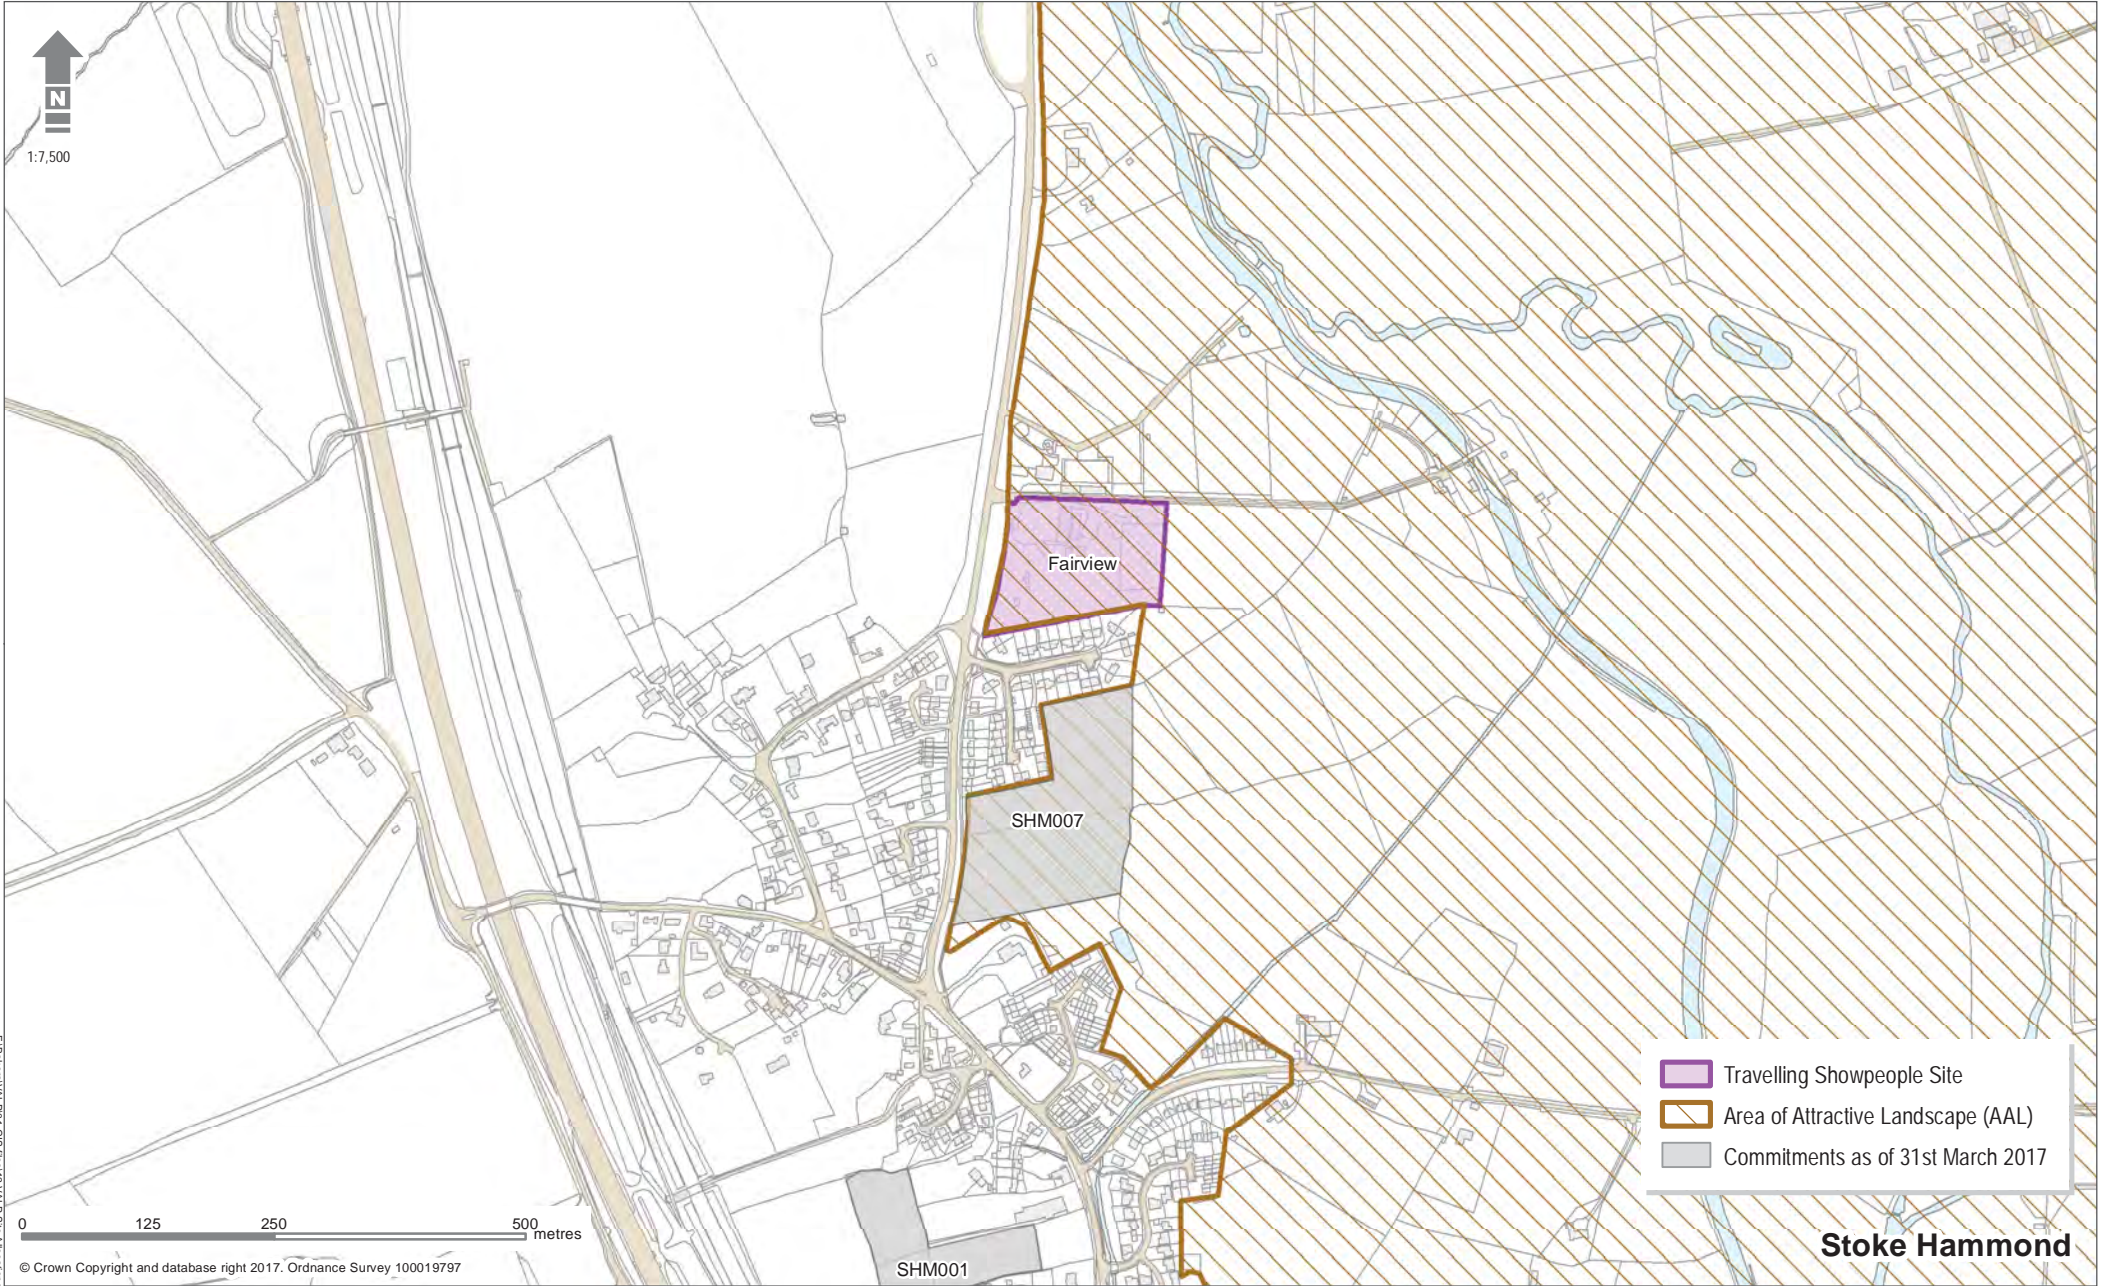 N
1:7,500
Fairview
SHM007
SHM001
Travelling Showpeople Site
Area of Attractive Landscape (AAL)
Commitments as of 31st March 2017
0 125 250 500
metres
Stoke Hammond
© Crown Copyright and database right 2017. Ordnance Survey 100019797